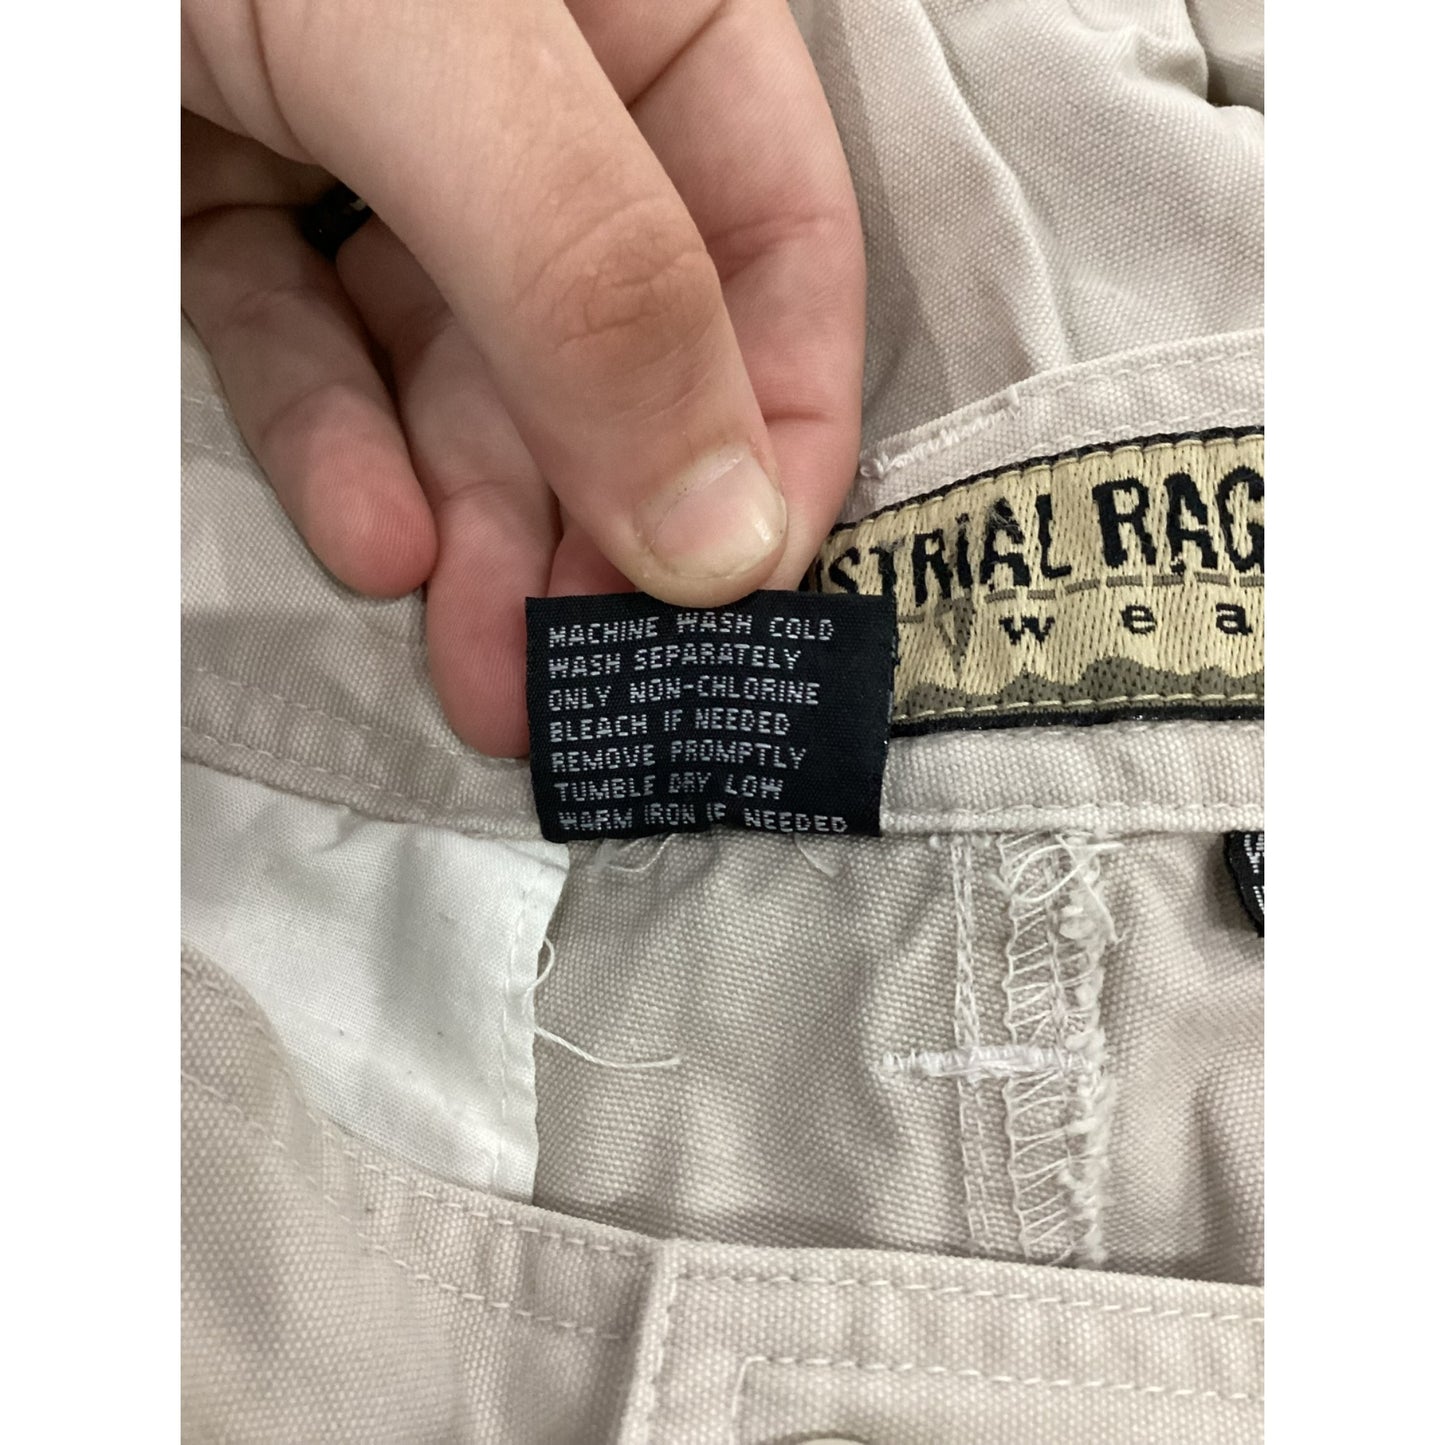 STRIAL RAG
wea
MACHINE WASH COLD
WASH SEPARATELY
ONLY NON-CHLORINE
BLEACH IF NEEDED
REMOVE PROMPTLY
TUMBLE DRY LOW
WARM IRON IF NEEDED